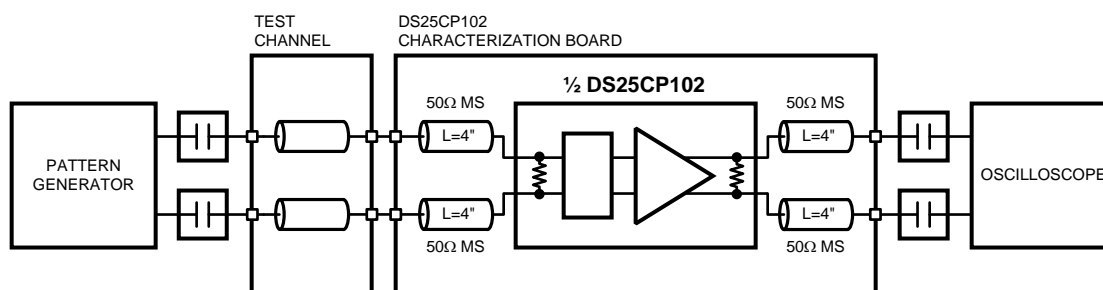 TEST
CHANNEL
DS25CP102
CHARACTERIZATION BOARD
½ DS25CP102
50Ω MS
50Ω MS
L=4"
L=4"
PATTERN
GENERATOR
OSCILLOSCOPE
L=4"
L=4"
50Ω MS
50Ω MS